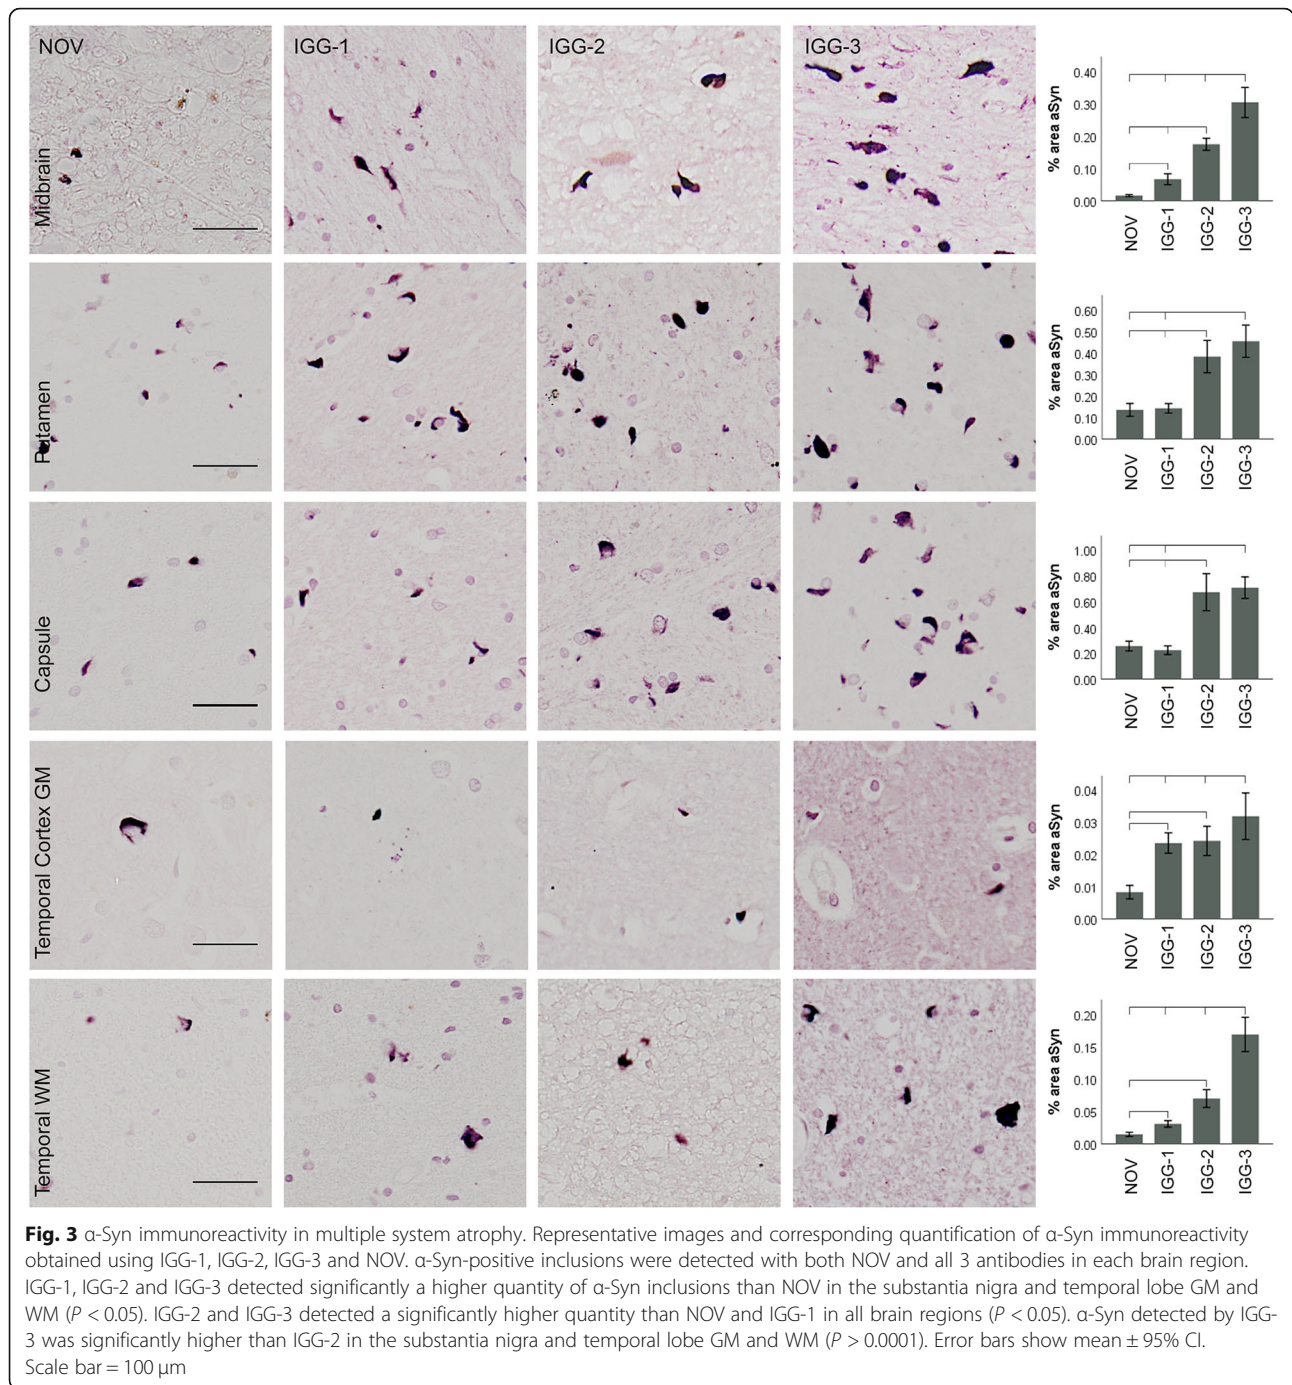 NOV IGG-1 IGG-2 IGG-3
Midbrain
% area aSyn
0.40
0.30
0.20
0.10
0.00
NOV IGG-1 IGG-2 IGG-3
Putamen
% area aSyn
0.60
0.50
0.40
0.30
0.20
0.10
0.00
NOV IGG-1 IGG-2 IGG-3
Capsule
% area aSyn
1.00
0.80
0.60
0.40
0.20
0.00
NOV IGG-1 IGG-2 IGG-3
Temporal Cortex GM
% area aSyn
0.04
0.03
0.02
0.01
0.00
NOV IGG-1 IGG-2 IGG-3
Temporal WM
% area aSyn
0.20
0.15
0.10
0.05
0.00
NOV IGG-1 IGG-2 IGG-3
Fig. 3 α-Syn immunoreactivity in multiple system atrophy. Representative images and corresponding quantification of α-Syn immunoreactivity
obtained using IGG-1, IGG-2, IGG-3 and NOV. α-Syn-positive inclusions were detected with both NOV and all 3 antibodies in each brain region.
IGG-1, IGG-2 and IGG-3 detected significantly a higher quantity of α-Syn inclusions than NOV in the substantia nigra and temporal lobe GM and
WM (P < 0.05). IGG-2 and IGG-3 detected a significantly higher quantity than NOV and IGG-1 in all brain regions (P < 0.05). α-Syn detected by IGG-
3 was significantly higher than IGG-2 in the substantia nigra and temporal lobe GM and WM (P > 0.0001). Error bars show mean ± 95% CI.
Scale bar = 100 μm